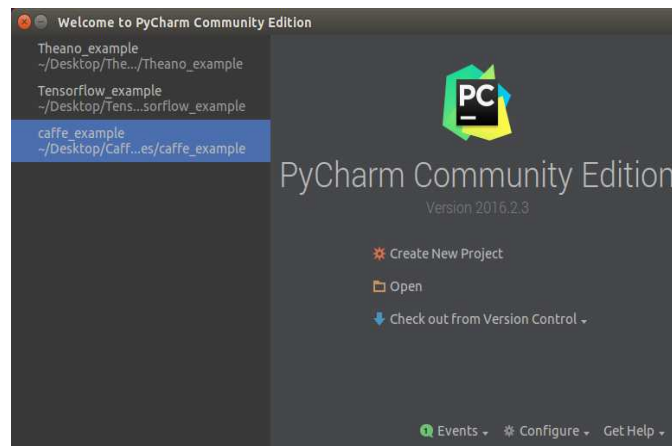 Welcome to PyCharm Community Edition
Theano_example
~/Desktop/The.../Theano_example
Tensorflow_example
~/Desktop/Tens...sorflow_example
caffe_example
~/Desktop/Caff...es/caffe_example
PC
PyCharm Community Edition
Version 2016.2.3
Create New Project
Open
Check out from Version Control
1 Events Configure Get Help